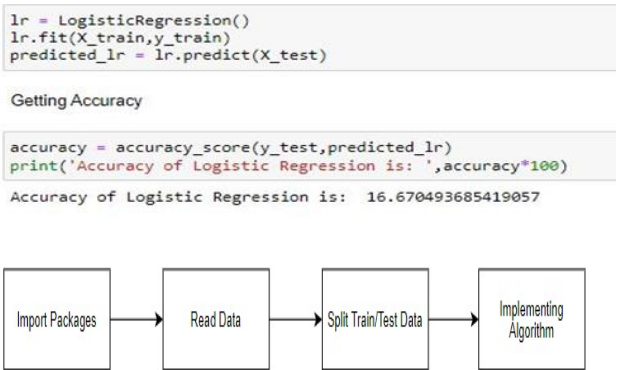 lr = LogisticRegression()
lr.fit(X_train,y_train)
predicted_lr = lr.predict(X_test)
Getting Accuracy
accuracy = accuracy_score(y_test,predicted_lr)
print('Accuracy of Logistic Regression is: ',accuracy*100)
Accuracy of Logistic Regression is:  16.670493685419057
Import Packages
Read Data
Split Train/Test Data
Implementing
Algorithm